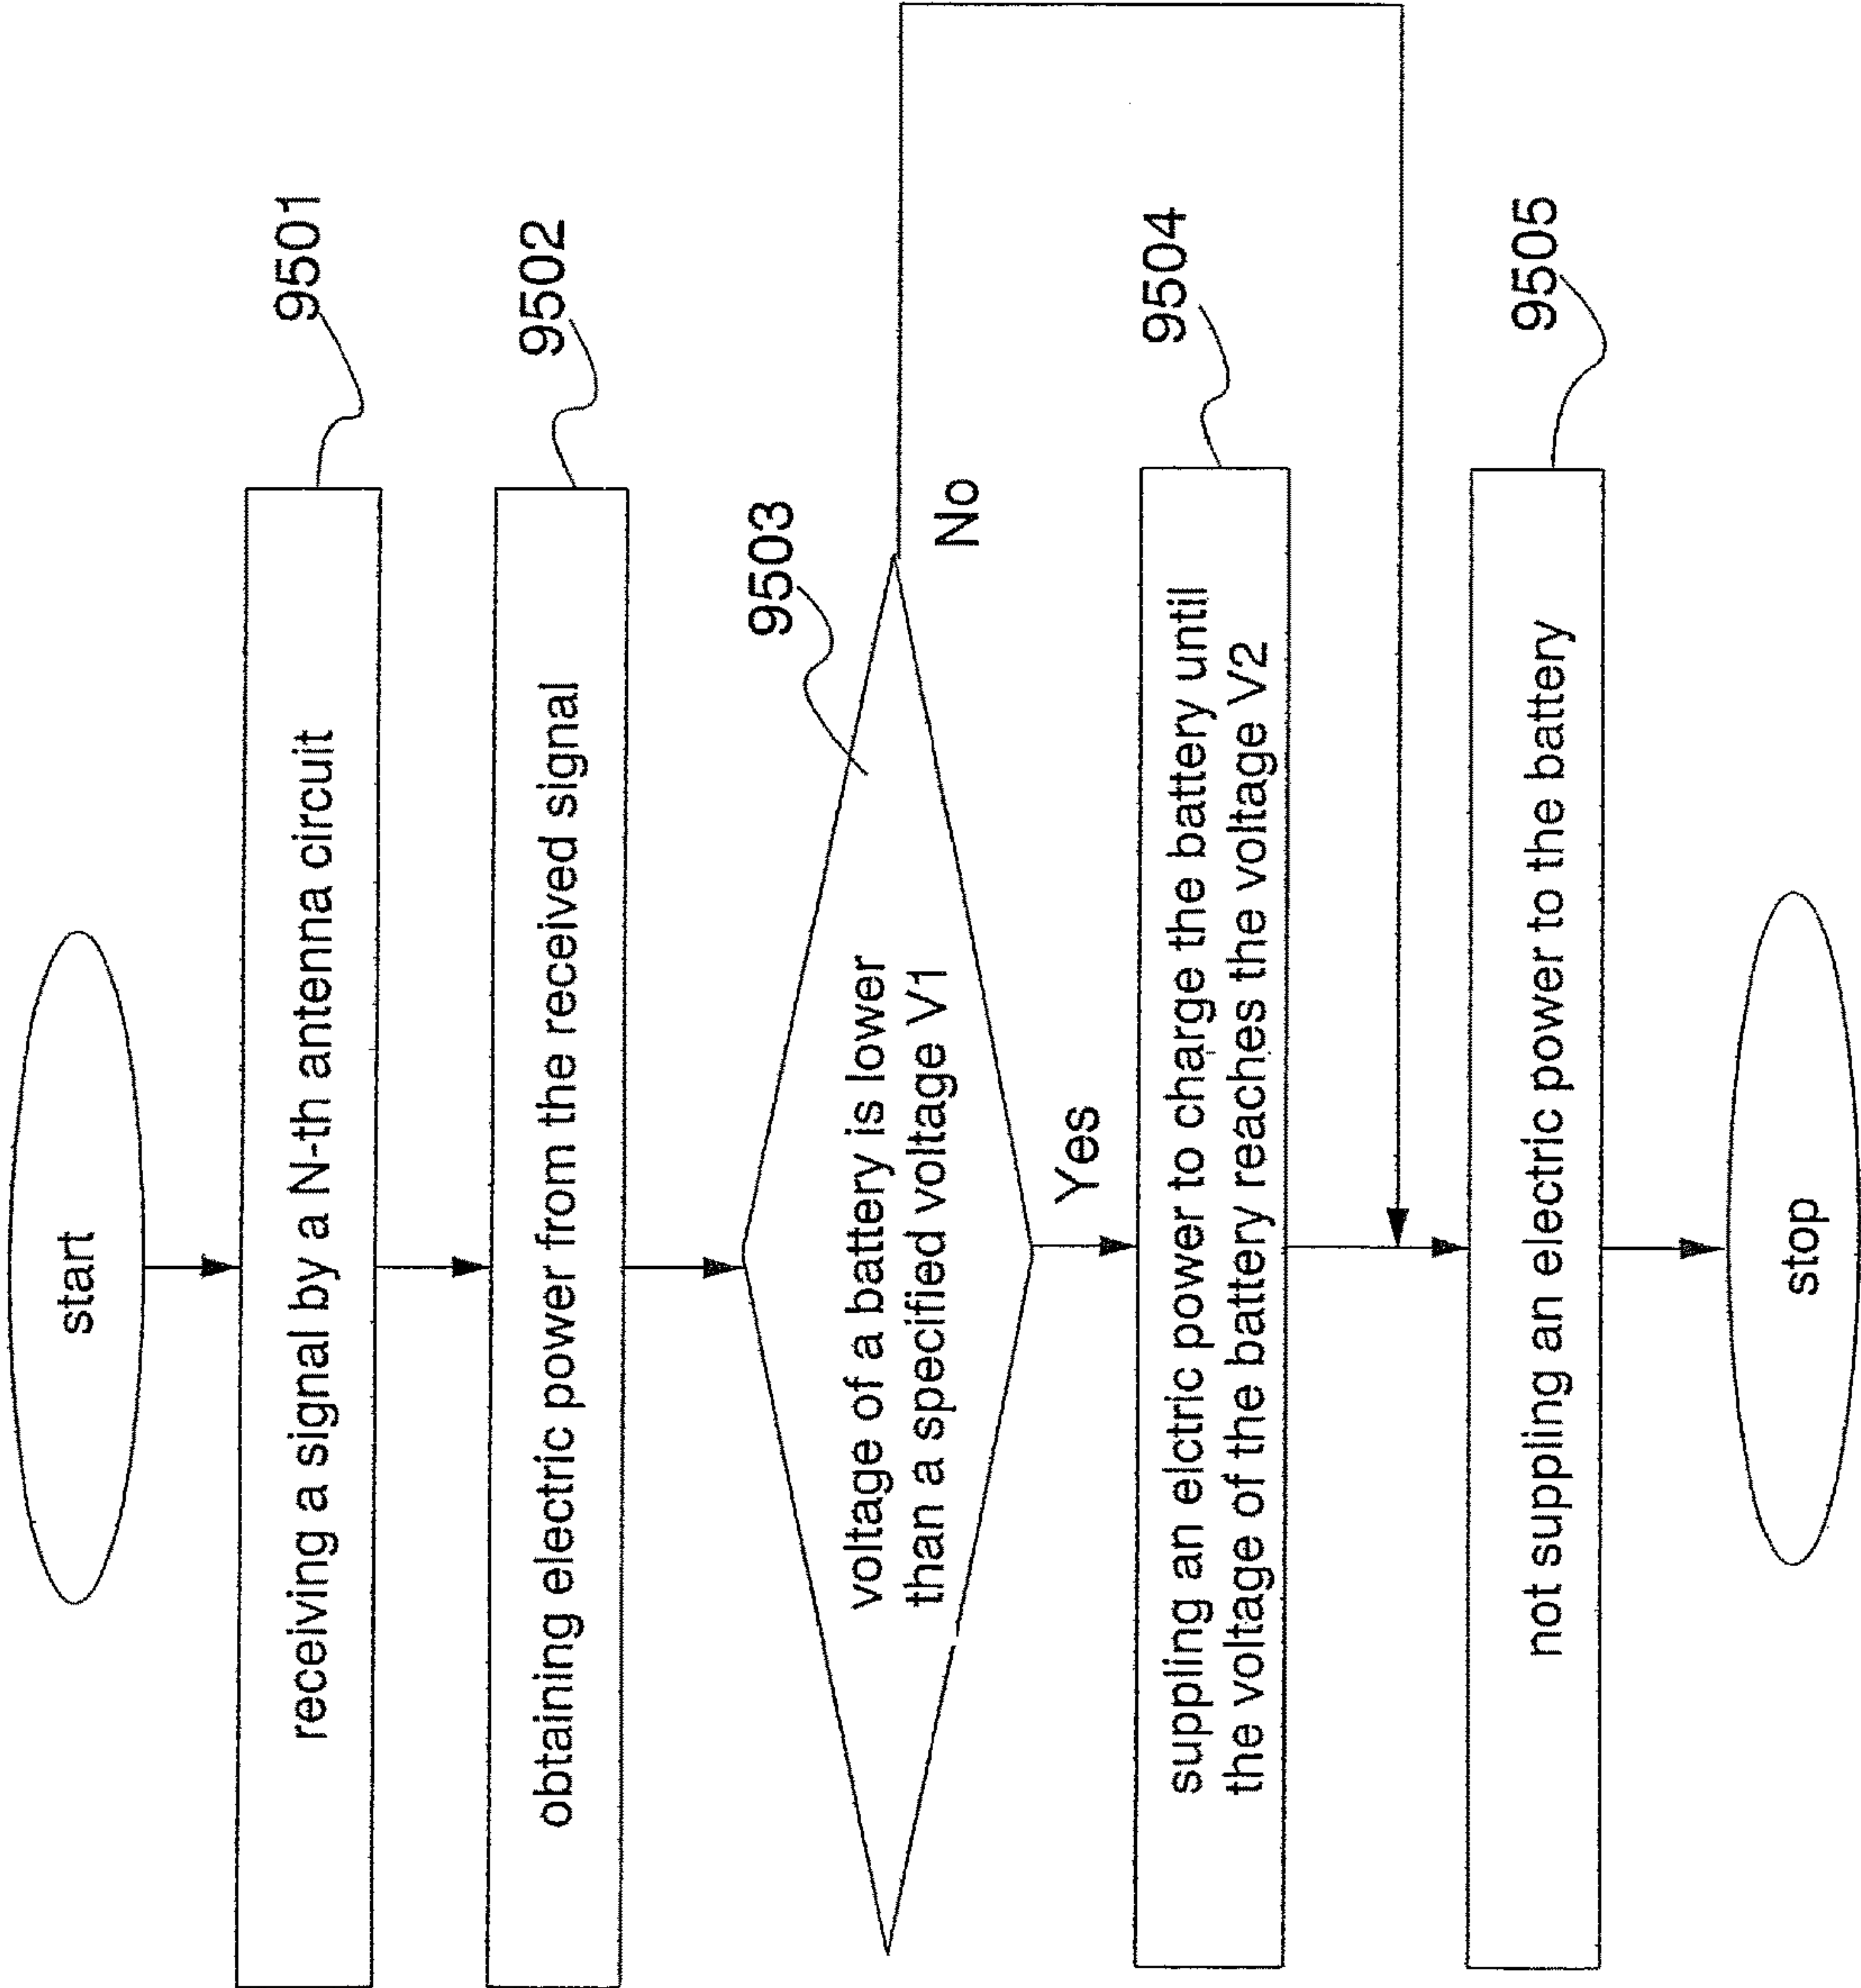 start
9501
receiving a signal by a N-th antenna circuit
9502
obtaining electric power from the received signal
9503
voltage of a battery is lower
than a specified voltage V1
No
Yes
9504
suppling an elctric power to charge the battery until
the voltage of the battery reaches the voltage V2
9505
not suppling an electric power to the battery
stop